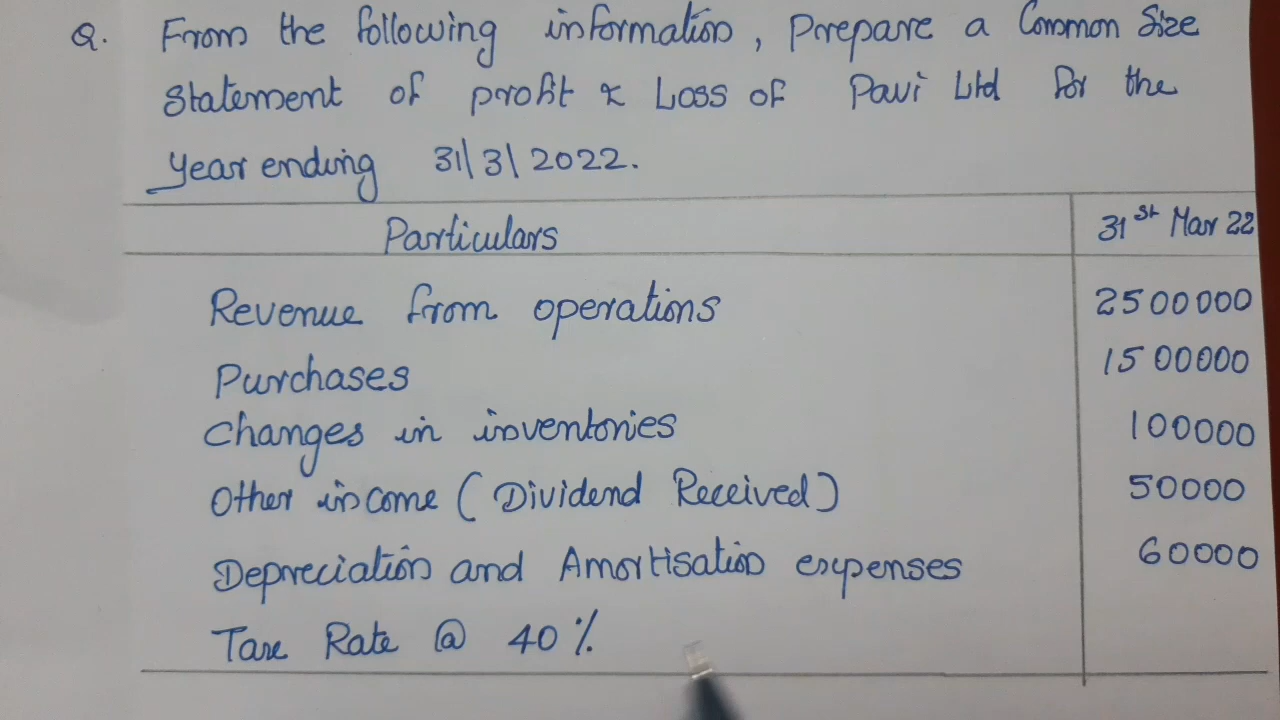 Q. From the following information, Prepare a Common Size
Statement of profit & Loss of Pavi Ltd for the
Year ending 31/3/2022.
Particulars 31st Mar 22
Revenue from operations 2500000
Purchases 1500000
Changes in inventories 100000
Other income (Dividend Received) 50000
Depreciation and Amortisation expenses 60000
Tax Rate @ 40%